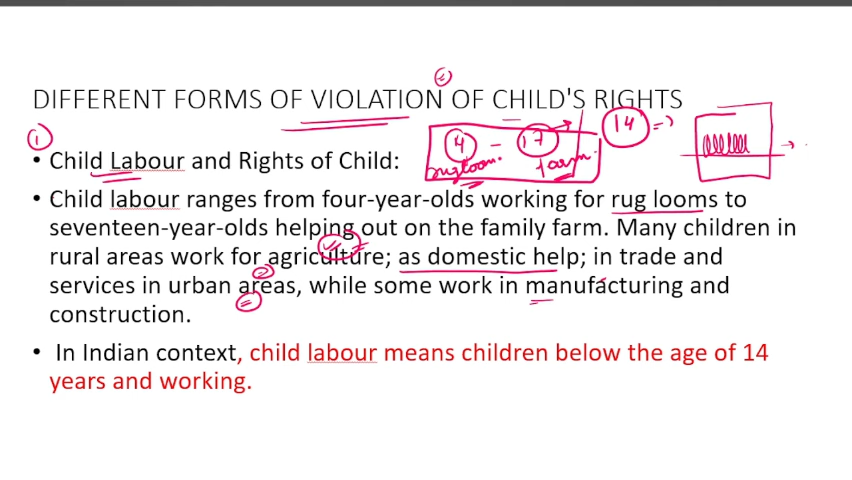 DIFFERENT FORMS OF VIOLATION OF CHILD'S RIGHTS
1
4 – 17
14 =>
rugloom. farm.
• Child Labour and Rights of Child:
• Child labour ranges from four-year-olds working for rug looms to
seventeen-year-olds helping out on the family farm. Many children in
rural areas work for agriculture; as domestic help; in trade and
services in urban areas, while some work in manufacturing and
construction.
• In Indian context, child labour means children below the age of 14
years and working.